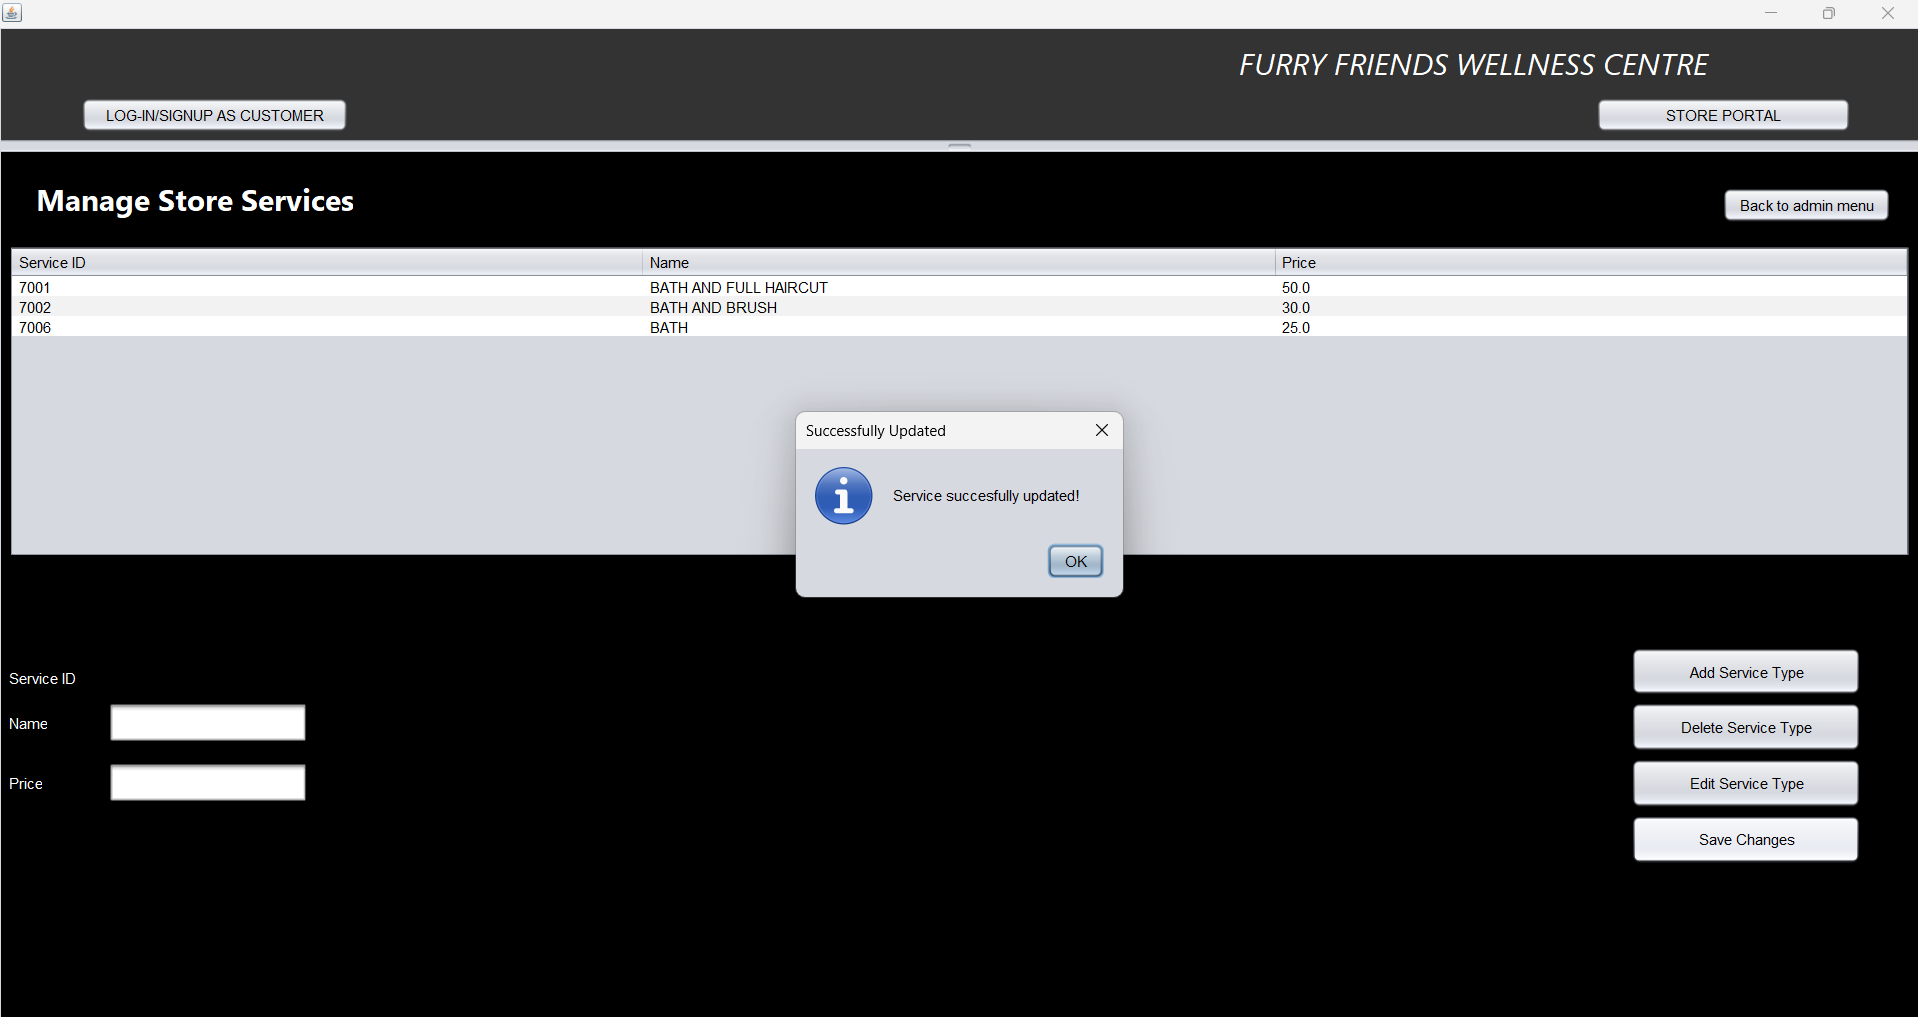 FURRY FRIENDS WELLNESS CENTRE
LOG-IN/SIGNUP AS CUSTOMER STORE PORTAL
Manage Store Services
Back to admin menu
Service ID Name Price
7001 BATH AND FULL HAIRCUT 50.0
7002 BATH AND BRUSH 30.0
7006 BATH 25.0
Successfully Updated
Service succesfully updated!
OK
Service ID
Name
Price
Add Service Type
Delete Service Type
Edit Service Type
Save Changes